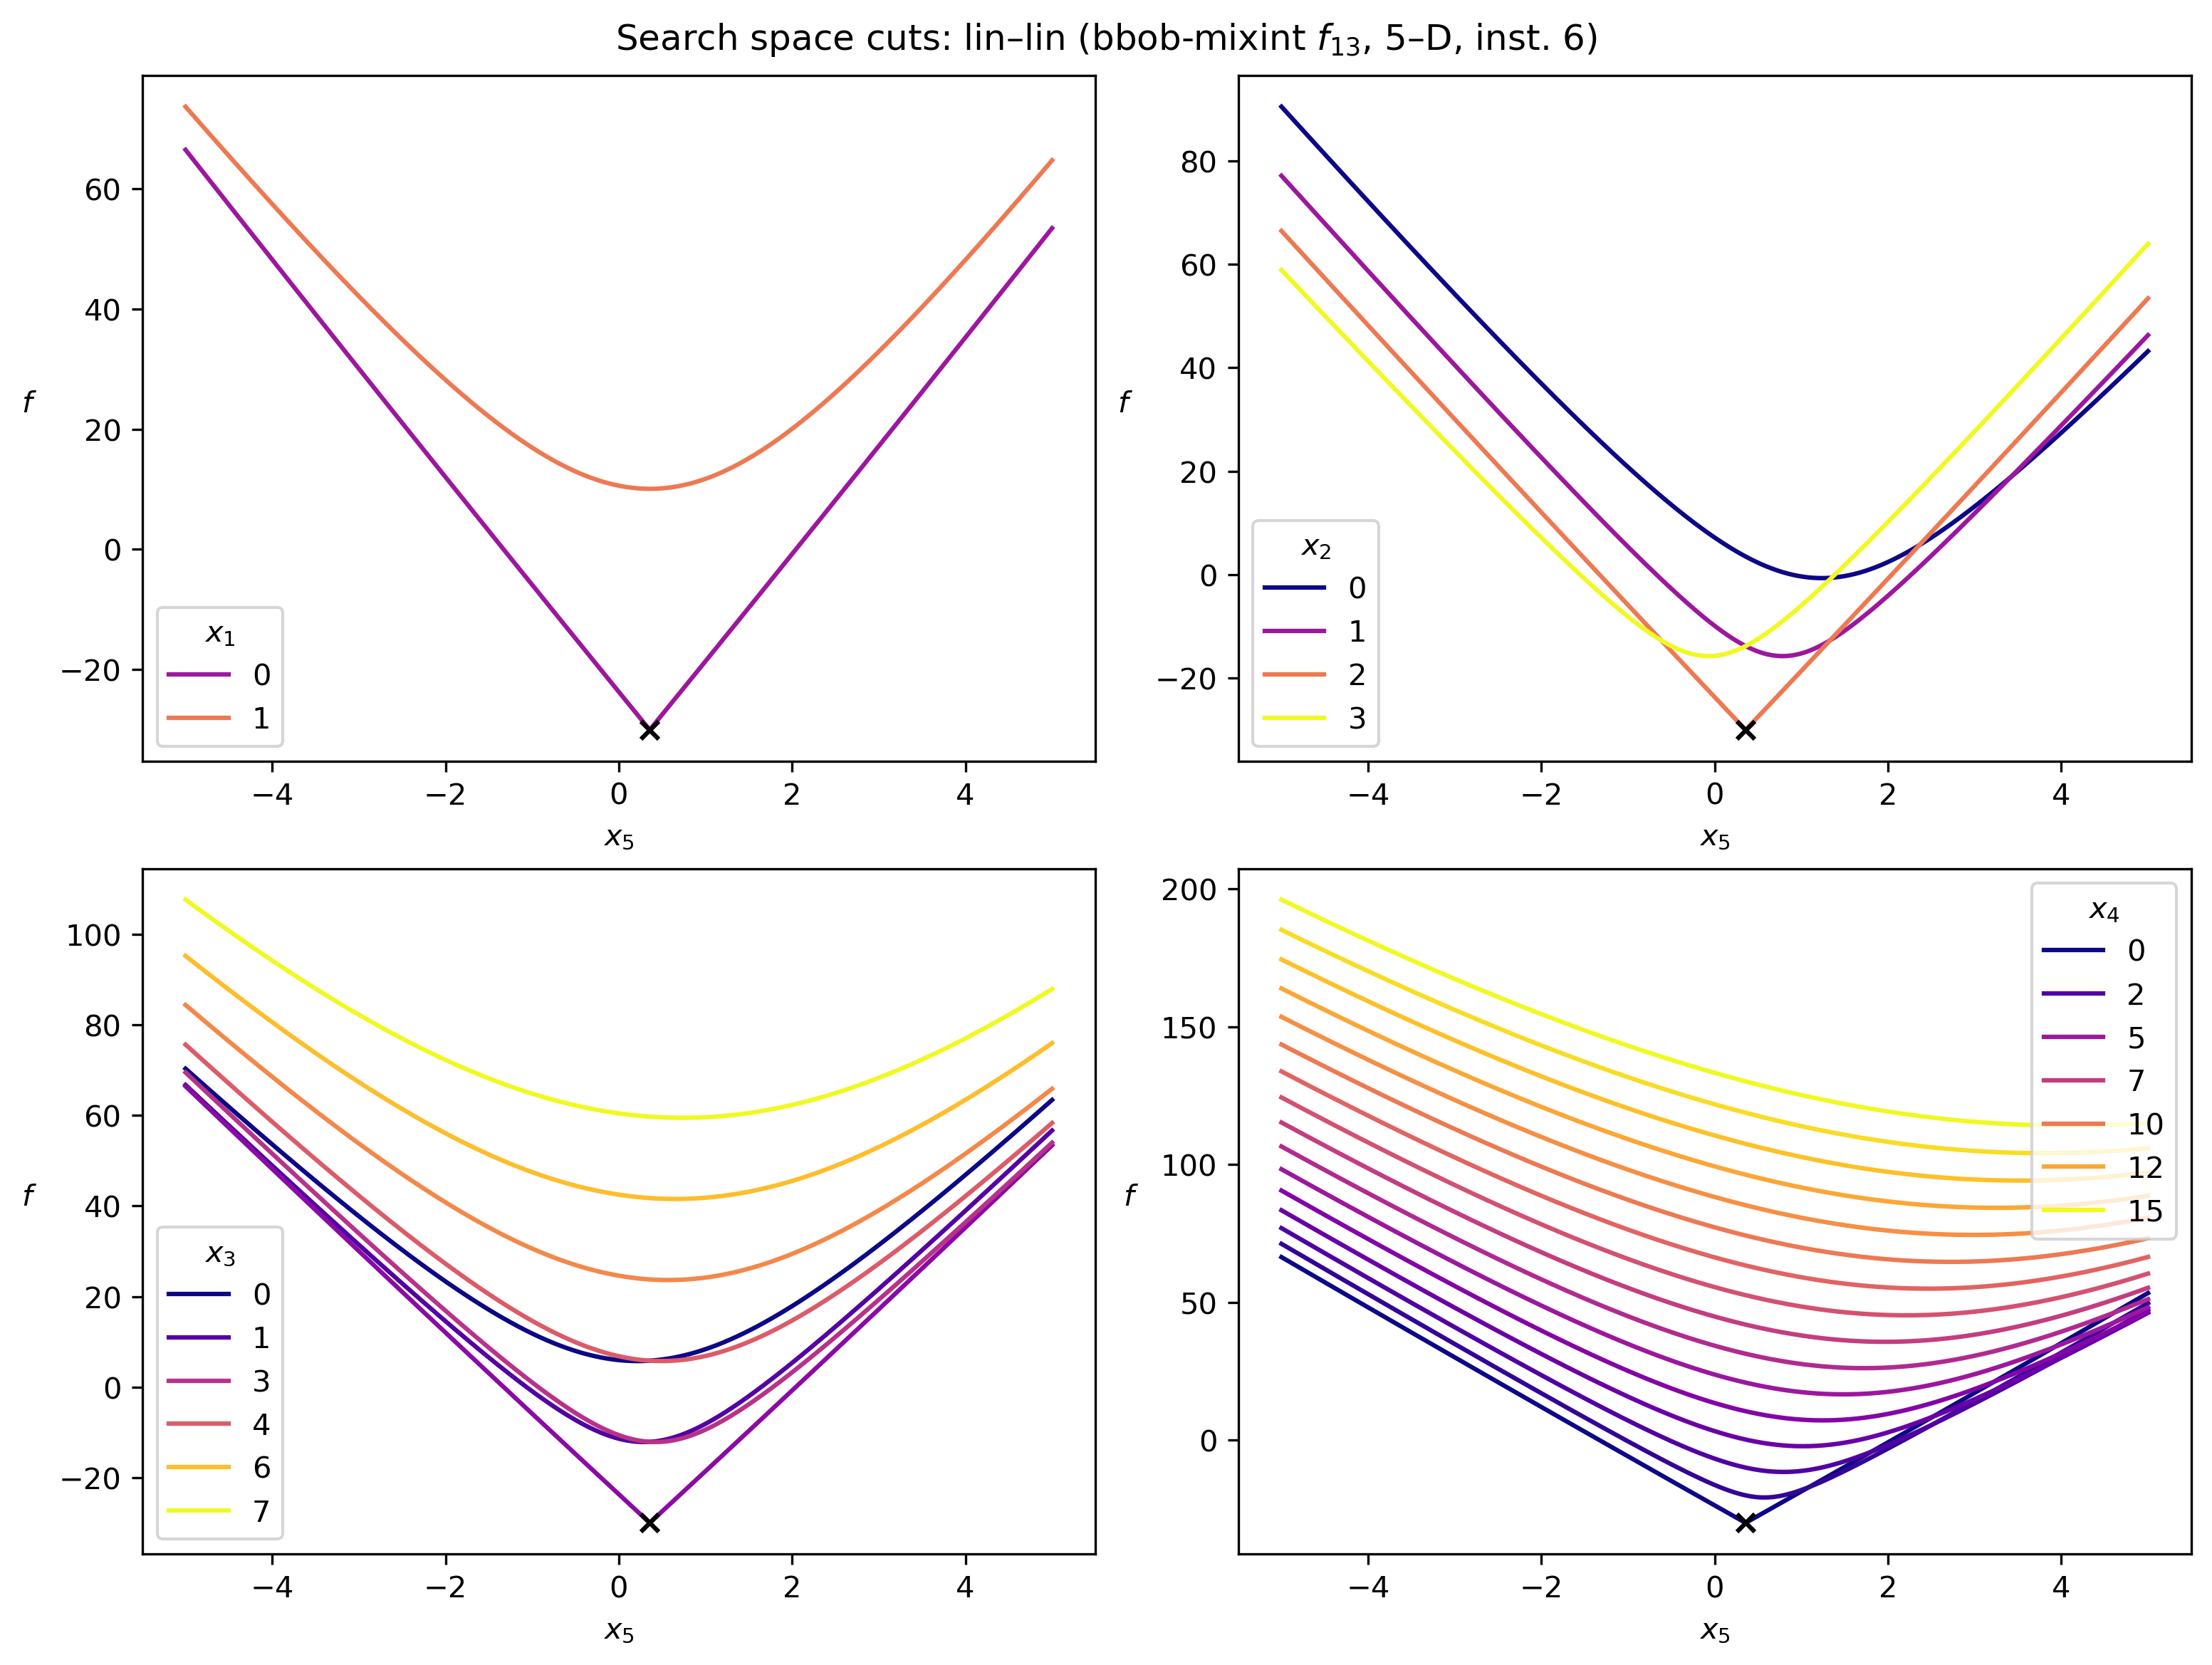 Search space cuts: lin–lin (bbob-mixint f₁₃, 5–D, inst. 6)
60
40
20
0
−20
f
x₁
0
1
−4 −2 0 2 4
x₅
80
60
40
20
0
−20
f
x₂
0
1
2
3
−4 −2 0 2 4
x₅
100
80
60
40
20
0
−20
f
x₃
0
1
3
4
6
7
−4 −2 0 2 4
x₅
200
150
100
50
0
f
x₄
0
2
5
7
10
12
15
−4 −2 0 2 4
x₅